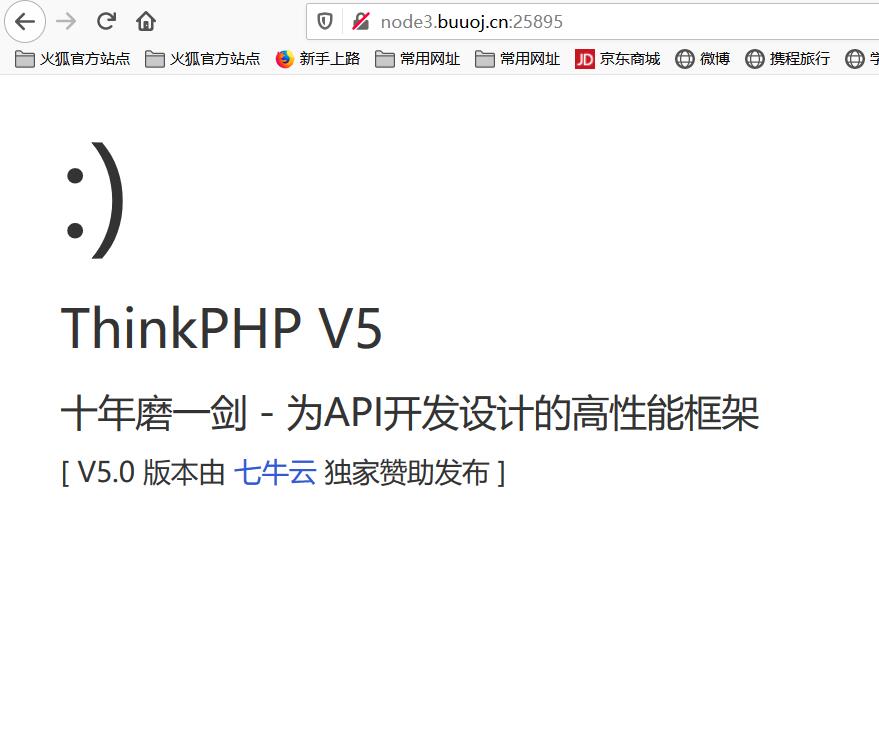 node3.buuoj.cn:25895
火狐官方站点 火狐官方站点 新手上路 常用网址 常用网址 JD 京东商城 微博 携程旅行
:)
ThinkPHP V5
十年磨一剑 - 为API开发设计的高性能框架
[ V5.0 版本由 七牛云 独家赞助发布 ]